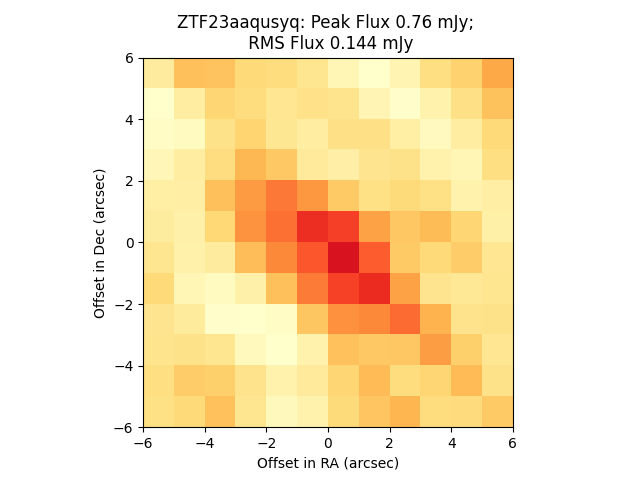 ZTF23aaqusyq: Peak Flux 0.76 mJy;
RMS Flux 0.144 mJy
6
4
2
0
−2
−4
−6
Offset in Dec (arcsec)
−6 −4 −2 0 2 4 6
Offset in RA (arcsec)